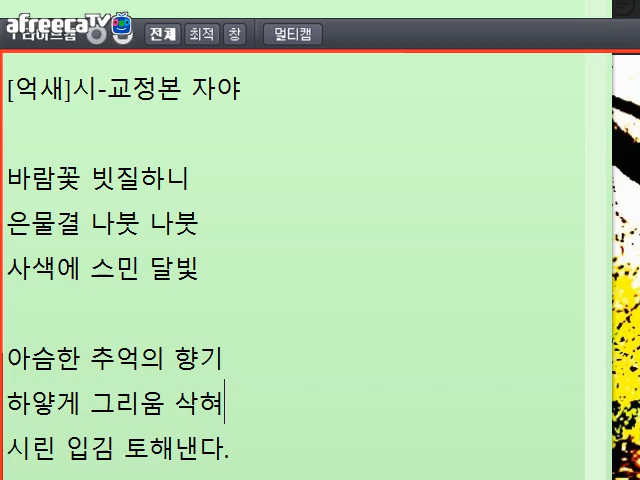 afreecaTV
전체 최적 창 멀티캠
[억새]시-교정본 자야
바람꽃 빗질하니
은물결 나붓 나붓
사색에 스민 달빛
아슴한 추억의 향기
하얗게 그리움 삭혀
시린 입김 토해낸다.